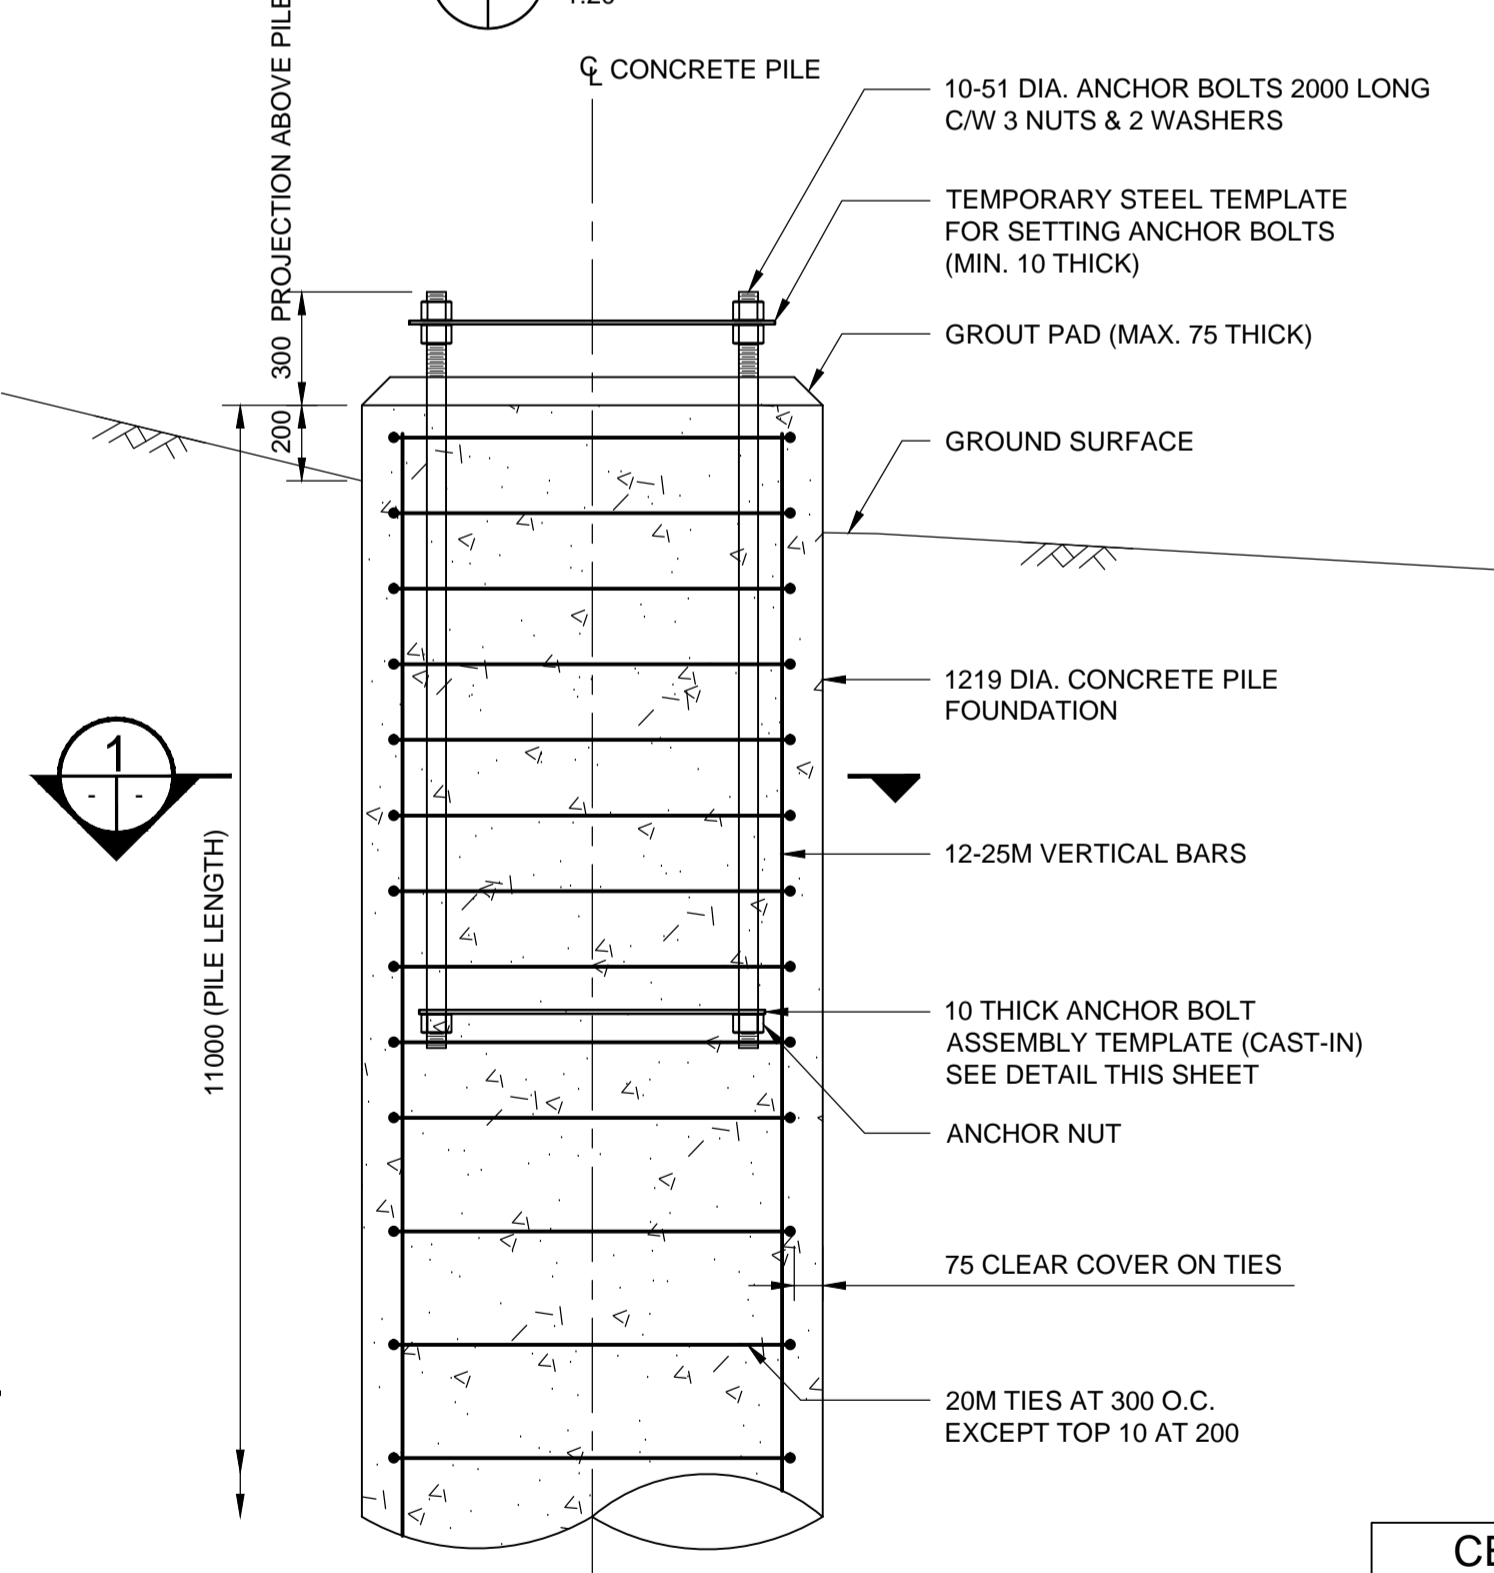 ℄ CONCRETE PILE
10-51 DIA. ANCHOR BOLTS 2000 LONG
C/W 3 NUTS & 2 WASHERS
TEMPORARY STEEL TEMPLATE
FOR SETTING ANCHOR BOLTS
(MIN. 10 THICK)
300 PROJECTION ABOVE PILE
GROUT PAD (MAX. 75 THICK)
200
GROUND SURFACE
1219 DIA. CONCRETE PILE
FOUNDATION
1
- -
12-25M VERTICAL BARS
11000 (PILE LENGTH)
10 THICK ANCHOR BOLT
ASSEMBLY TEMPLATE (CAST-IN)
SEE DETAIL THIS SHEET
ANCHOR NUT
75 CLEAR COVER ON TIES
20M TIES AT 300 O.C.
EXCEPT TOP 10 AT 200